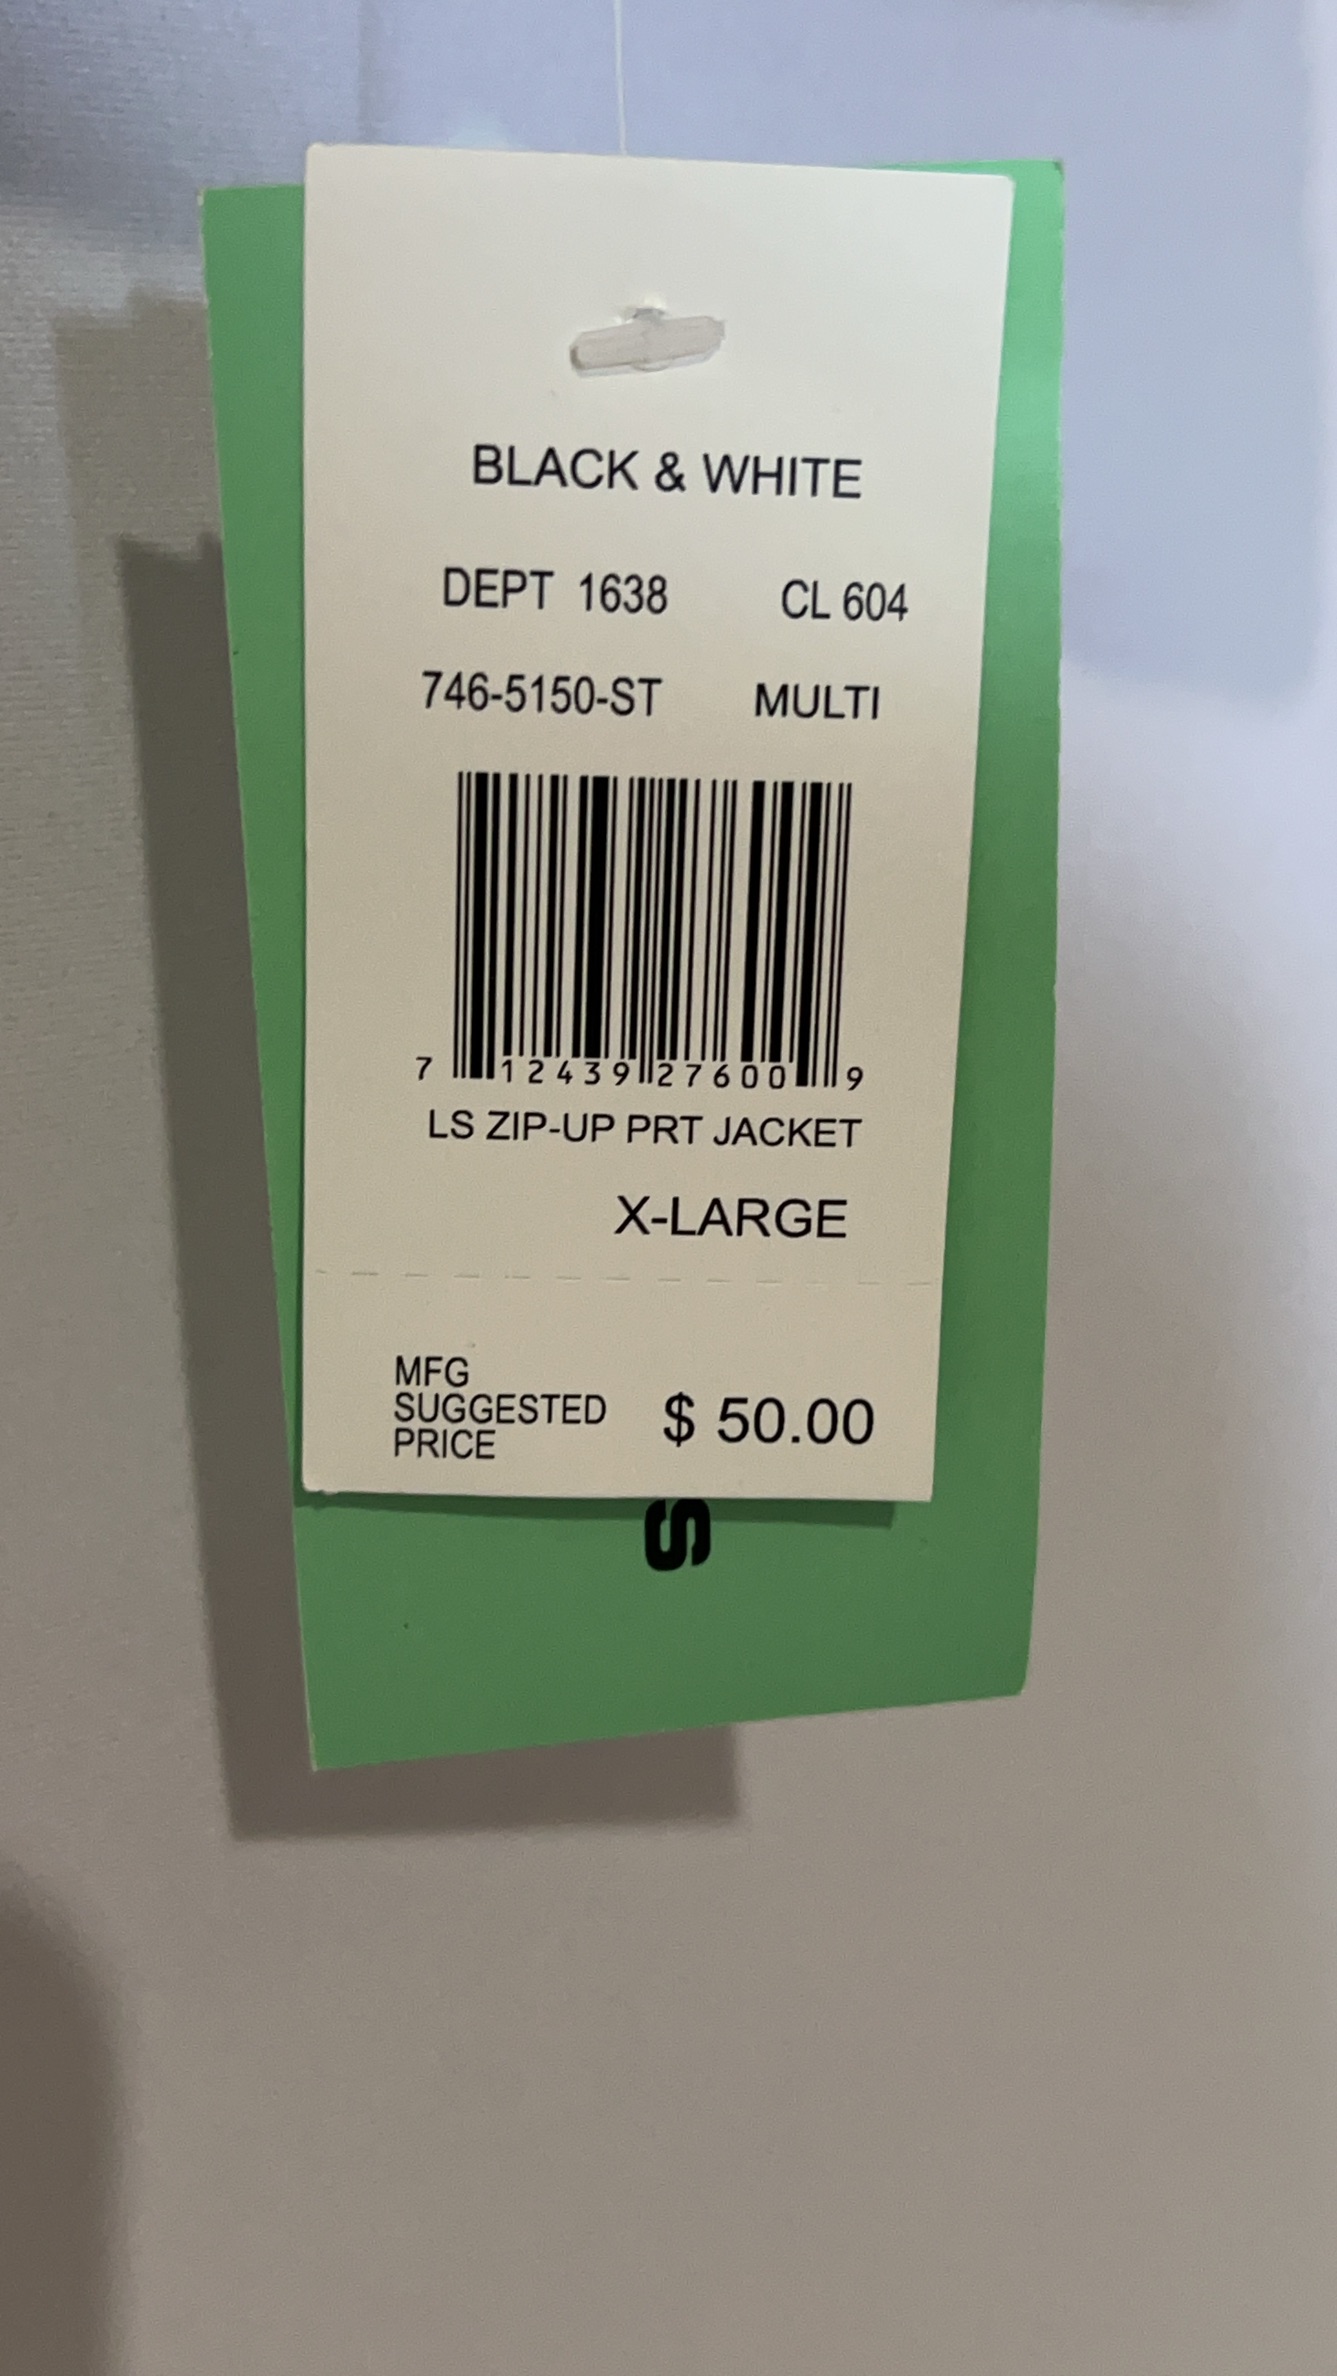 BLACK & WHITE
DEPT 1638 CL 604
746-5150-ST MULTI
7 12439 27600 9
LS ZIP-UP PRT JACKET
X-LARGE
MFG
SUGGESTED
PRICE
$ 50.00
S